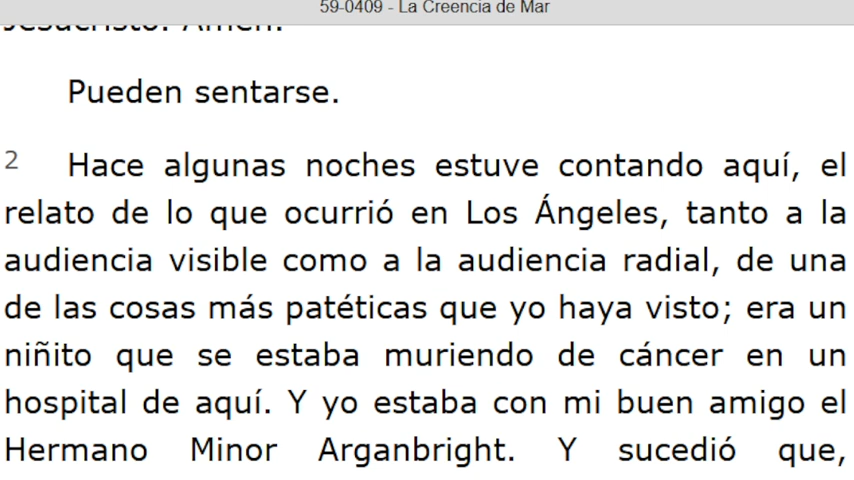 59-0409 - La Creencia de Mar
Jesucristo. Amén.
Pueden sentarse.
2 Hace algunas noches estuve contando aquí, el
relato de lo que ocurrió en Los Ángeles, tanto a la
audiencia visible como a la audiencia radial, de una
de las cosas más patéticas que yo haya visto; era un
niñito que se estaba muriendo de cáncer en un
hospital de aquí. Y yo estaba con mi buen amigo el
Hermano Minor Arganbright. Y sucedió que,